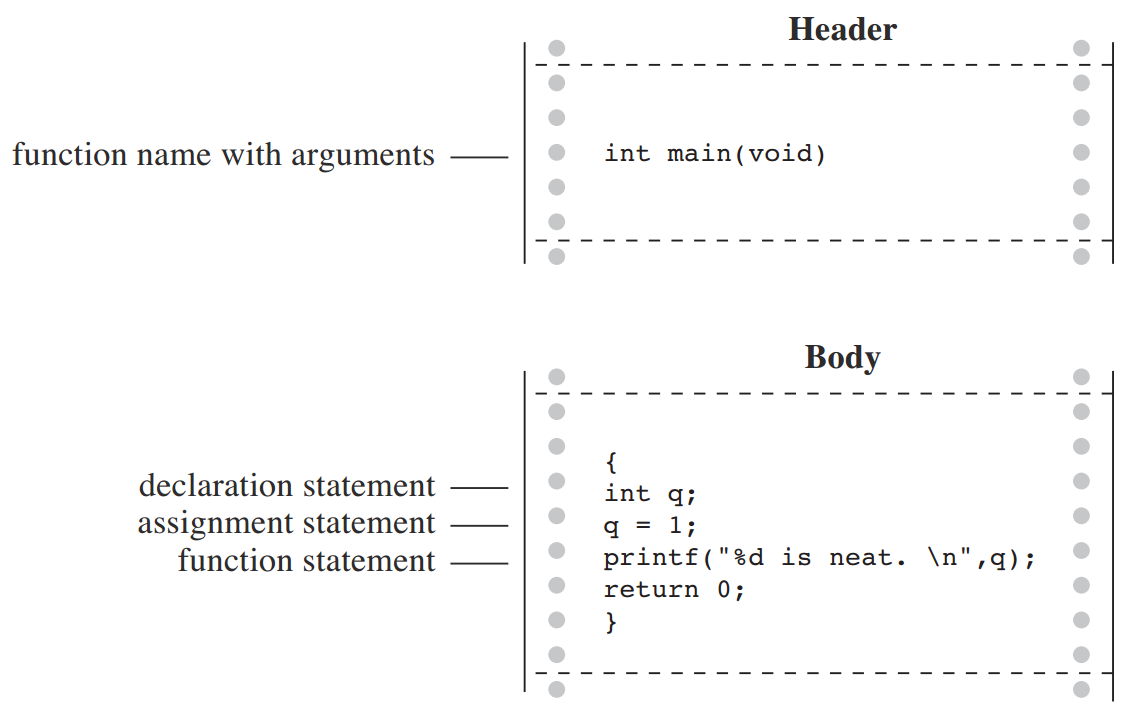 Header
function name with arguments
int main(void)
Body
{
declaration statement
int q;
assignment statement
q = 1;
function statement
printf("%d is neat. \n",q);
return 0;
}